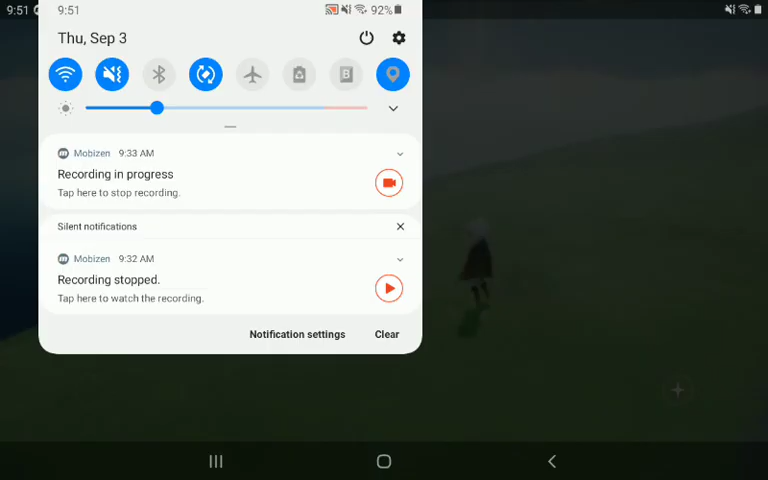 9:51
9:51
92%
Thu, Sep 3
B
Mobizen 9:33 AM
Recording in progress
Tap here to stop recording.
Silent notifications
Mobizen 9:32 AM
Recording stopped.
Tap here to watch the recording.
Notification settings
Clear